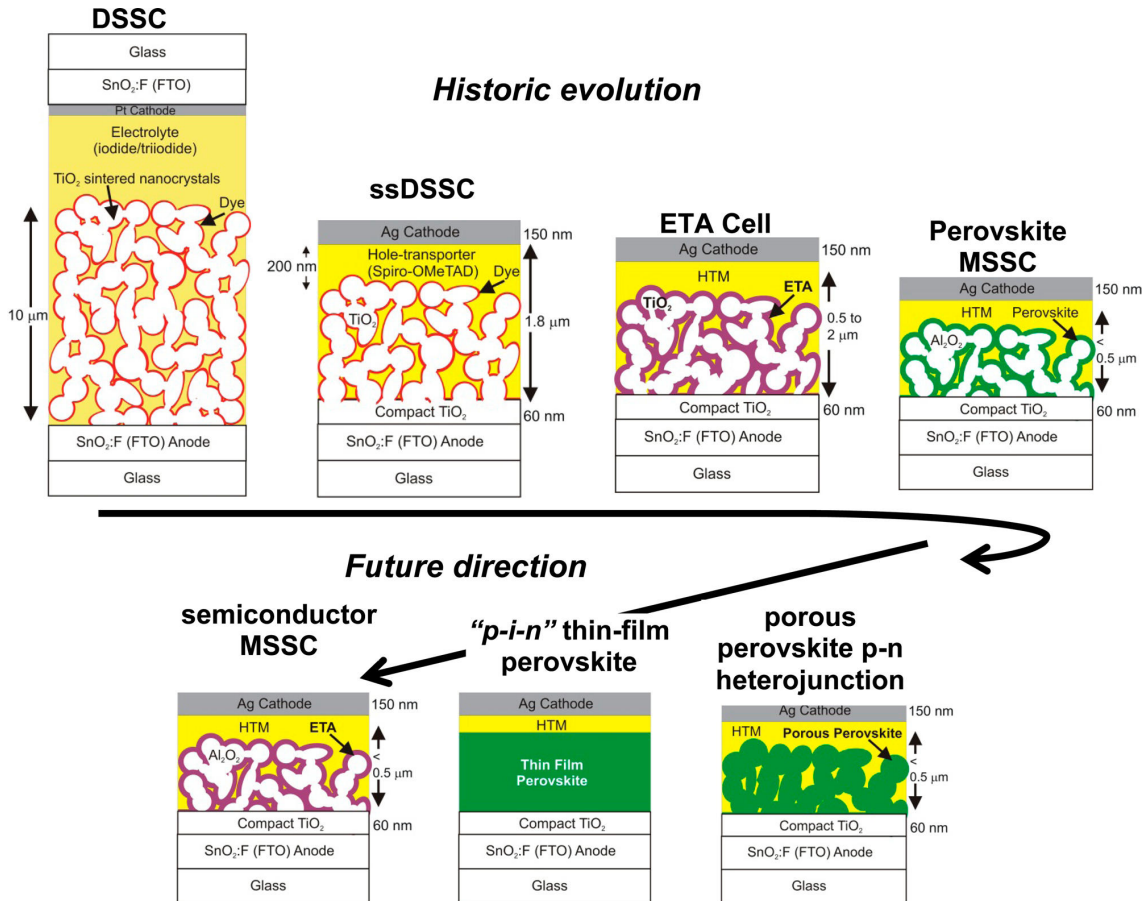 DSSC
Glass
SnO₂:F (FTO)
Pt Cathode
Electrolyte
(iodide/triiodide)
TiO₂ sintered nanocrystals
Dye
10 μm
SnO₂:F (FTO) Anode
Glass
Historic evolution
ssDSSC
Ag Cathode
150 nm
200 nm
Hole-transporter
(Spiro-OMeTAD)
Dye
TiO₂
1.8 μm
Compact TiO₂
60 nm
SnO₂:F (FTO) Anode
Glass
ETA Cell
Ag Cathode
150 nm
HTM
ETA
TiO₂
0.5 to
2 μm
Compact TiO₂
60 nm
SnO₂:F (FTO) Anode
Glass
Perovskite
MSSC
Ag Cathode
150 nm
HTM
Perovskite
Al₂O₂
<
0.5 μm
Compact TiO₂
60 nm
SnO₂:F (FTO) Anode
Glass
Future direction
semiconductor
MSSC
Ag Cathode
150 nm
HTM
ETA
Al₂O₂
<
0.5 μm
Compact TiO₂
60 nm
SnO₂:F (FTO) Anode
Glass
“p-i-n” thin-film
perovskite
Ag Cathode
HTM
Thin Film
Perovskite
Compact TiO₂
SnO₂:F (FTO) Anode
Glass
porous
perovskite p-n
heterojunction
Ag Cathode
150 nm
HTM
Porous Perovskite
<
0.5 μm
Compact TiO₂
60 nm
SnO₂:F (FTO) Anode
Glass